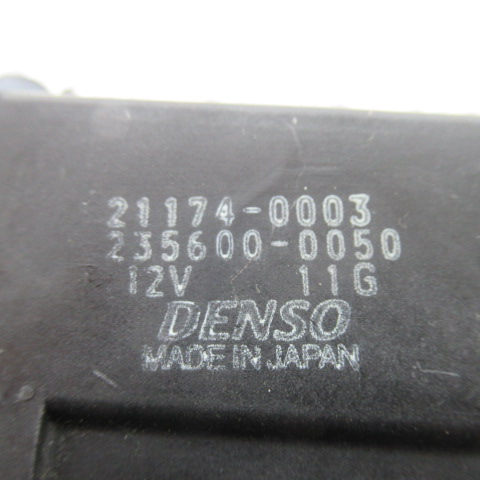 21174-0003
235600-0050
12V 11G
DENSO
MADE IN JAPAN